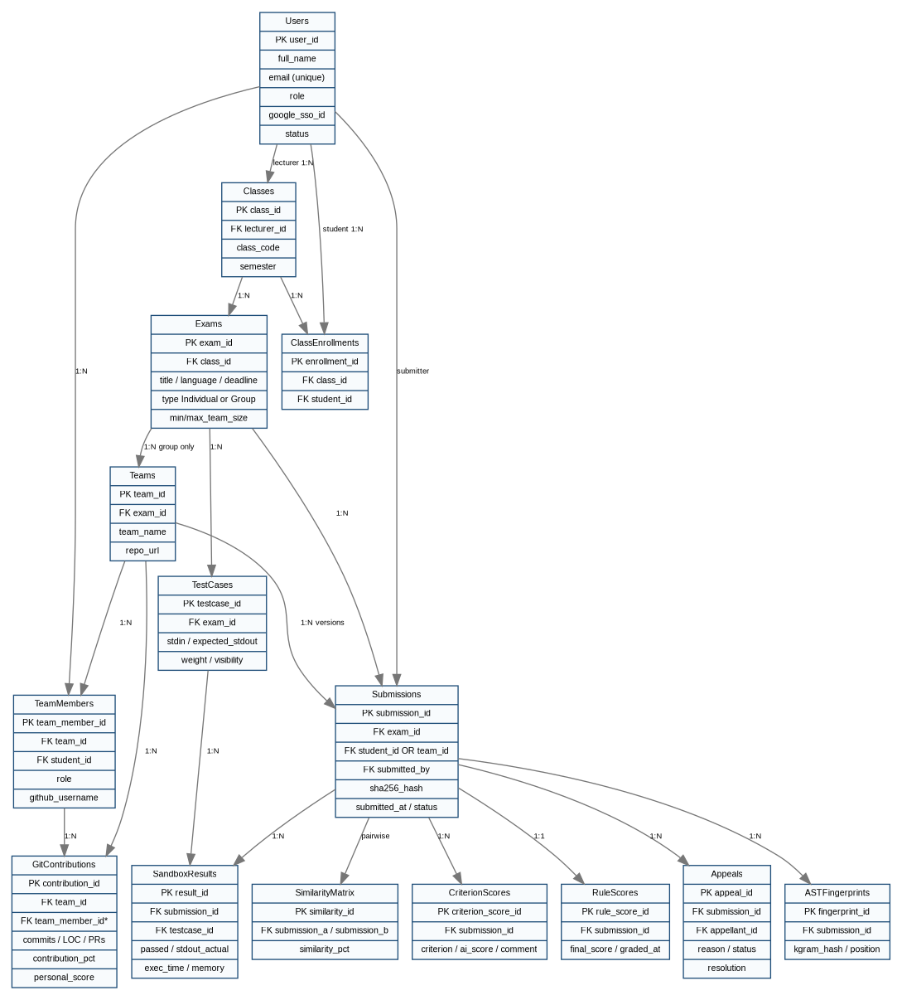 Users
PK user_id
full_name
email (unique)
role
google_sso_id
status
lecturer 1:N
Classes
PK class_id
FK lecturer_id
class_code
semester
student 1:N
1:N
1:N
Exams
PK exam_id
FK class_id
title / language / deadline
type Individual or Group
min/max_team_size
ClassEnrollments
PK enrollment_id
FK class_id
FK student_id
1:N
submitter
1:N group only
1:N
1:N
Teams
PK team_id
FK exam_id
team_name
repo_url
TestCases
PK testcase_id
FK exam_id
stdin / expected_stdout
weight / visibility
1:N
1:N versions
TeamMembers
PK team_member_id
FK team_id
FK student_id
role
github_username
1:N
1:N
Submissions
PK submission_id
FK exam_id
FK student_id OR team_id
FK submitted_by
sha256_hash
submitted_at / status
1:N
1:N
pairwise
1:N
1:1
1:N
1:N
GitContributions
PK contribution_id
FK team_id
FK team_member_id*
commits / LOC / PRs
contribution_pct
personal_score
SandboxResults
PK result_id
FK submission_id
FK testcase_id
passed / stdout_actual
exec_time / memory
SimilarityMatrix
PK similarity_id
FK submission_a / submission_b
similarity_pct
CriterionScores
PK criterion_score_id
FK submission_id
criterion / ai_score / comment
RuleScores
PK rule_score_id
FK submission_id
final_score / graded_at
Appeals
PK appeal_id
FK submission_id
FK appellant_id
reason / status
resolution
ASTFingerprints
PK fingerprint_id
FK submission_id
kgram_hash / position